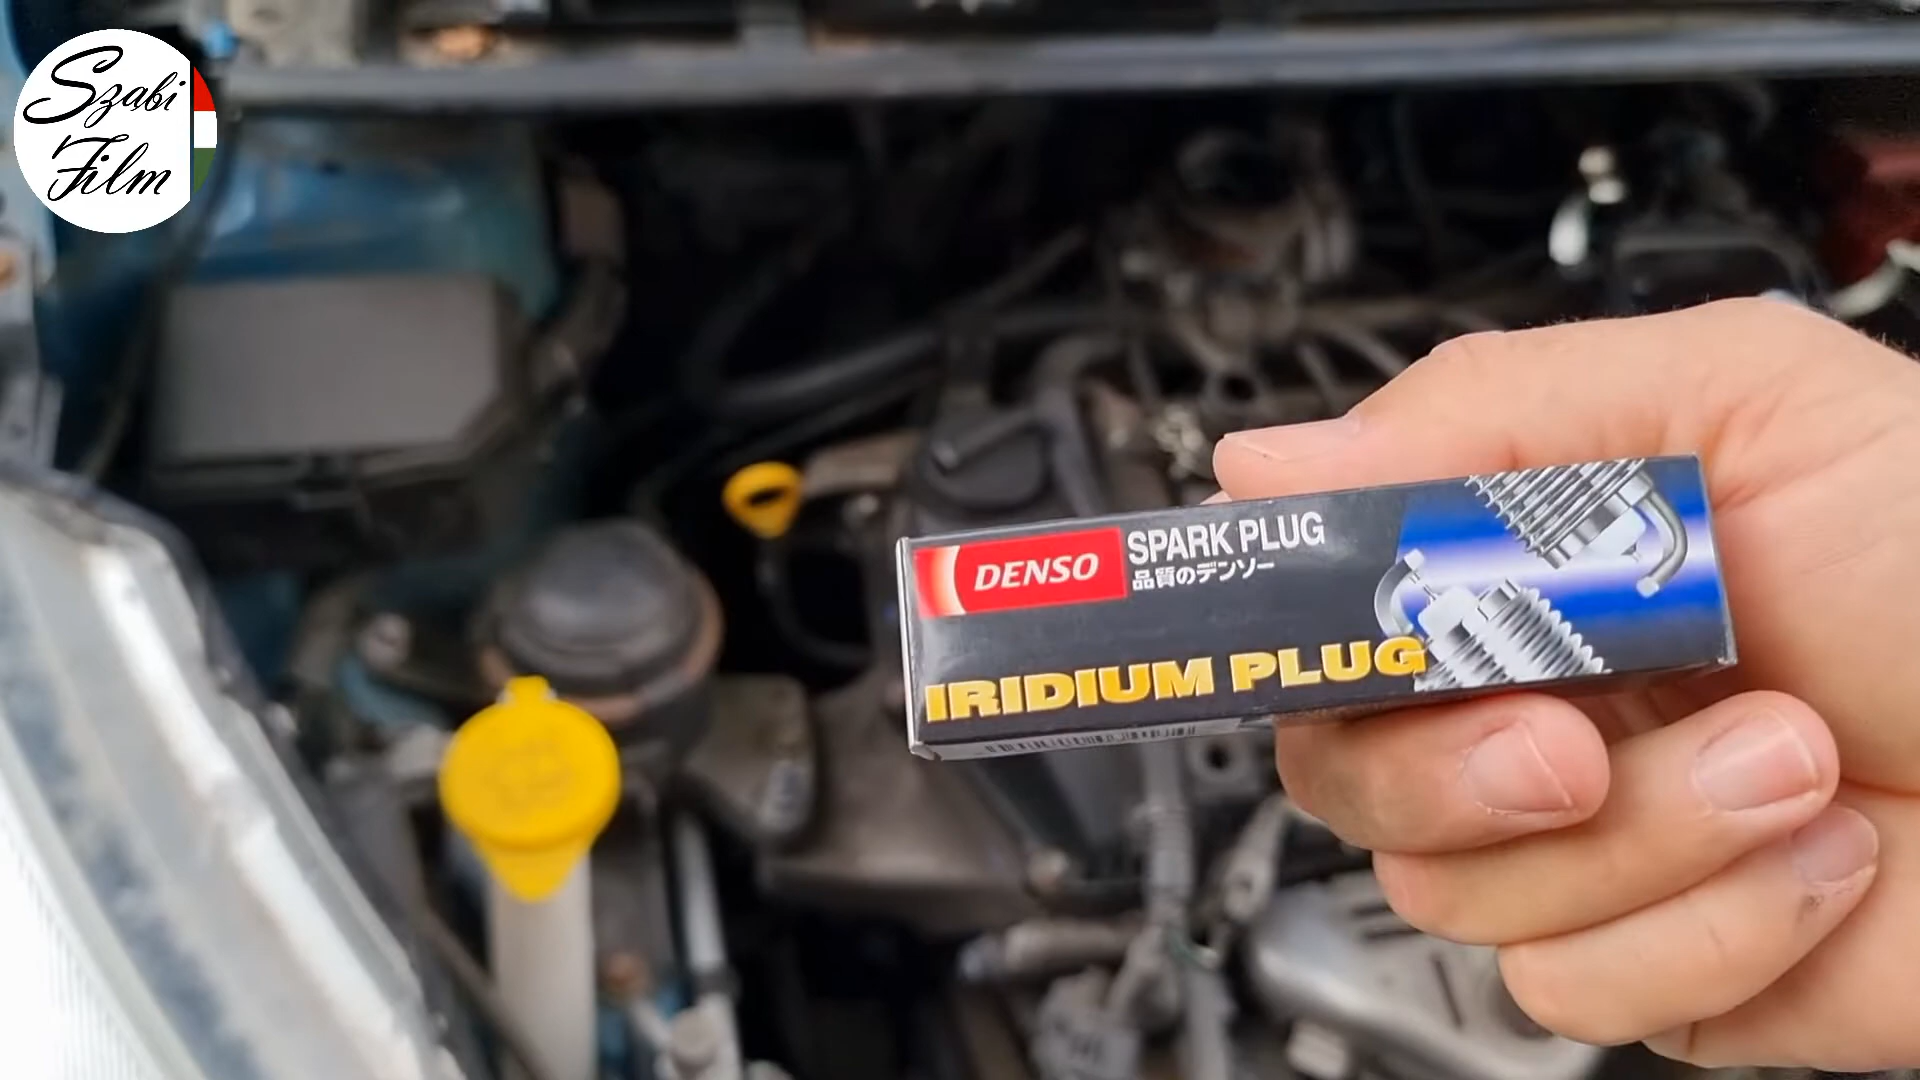 Szabi
Film
DENSO
SPARK PLUG
品質のデンソー
IRIDIUM PLUG